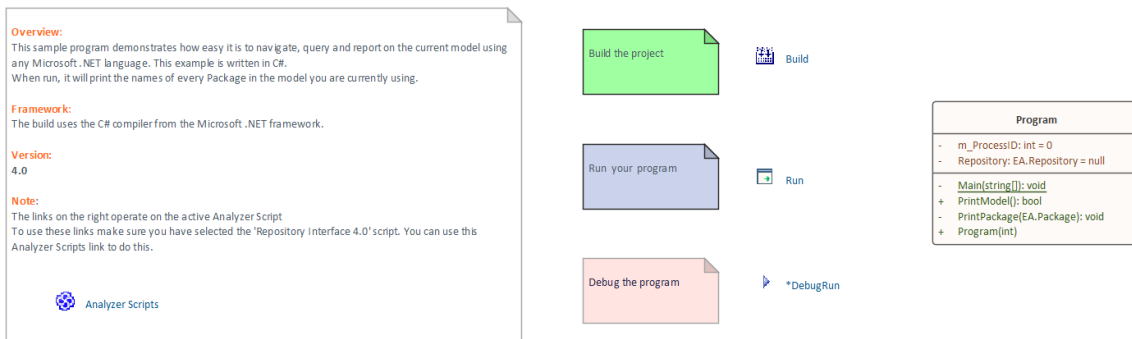 Overview:
This sample program demonstrates how easy it is to navigate, query and report on the current model using
any Microsoft .NET language. This example is written in C#.
When run, it will print the names of every Package in the model you are currently using.
Framework:
The build uses the C# compiler from the Microsoft .NET framework.
Version:
4.0
Note:
The links on the right operate on the active Analyzer Script
To use these links make sure you have selected the 'Repository Interface 4.0' script. You can use this
Analyzer Scripts link to do this.
Analyzer Scripts
Build the project
Build
Run your program
Run
Debug the program
*DebugRun
Program
- m_ProcessID: int = 0
- Repository: EA.Repository = null
- Main(string[]): void
+ PrintModel(): bool
- PrintPackage(EA.Package): void
+ Program(int)